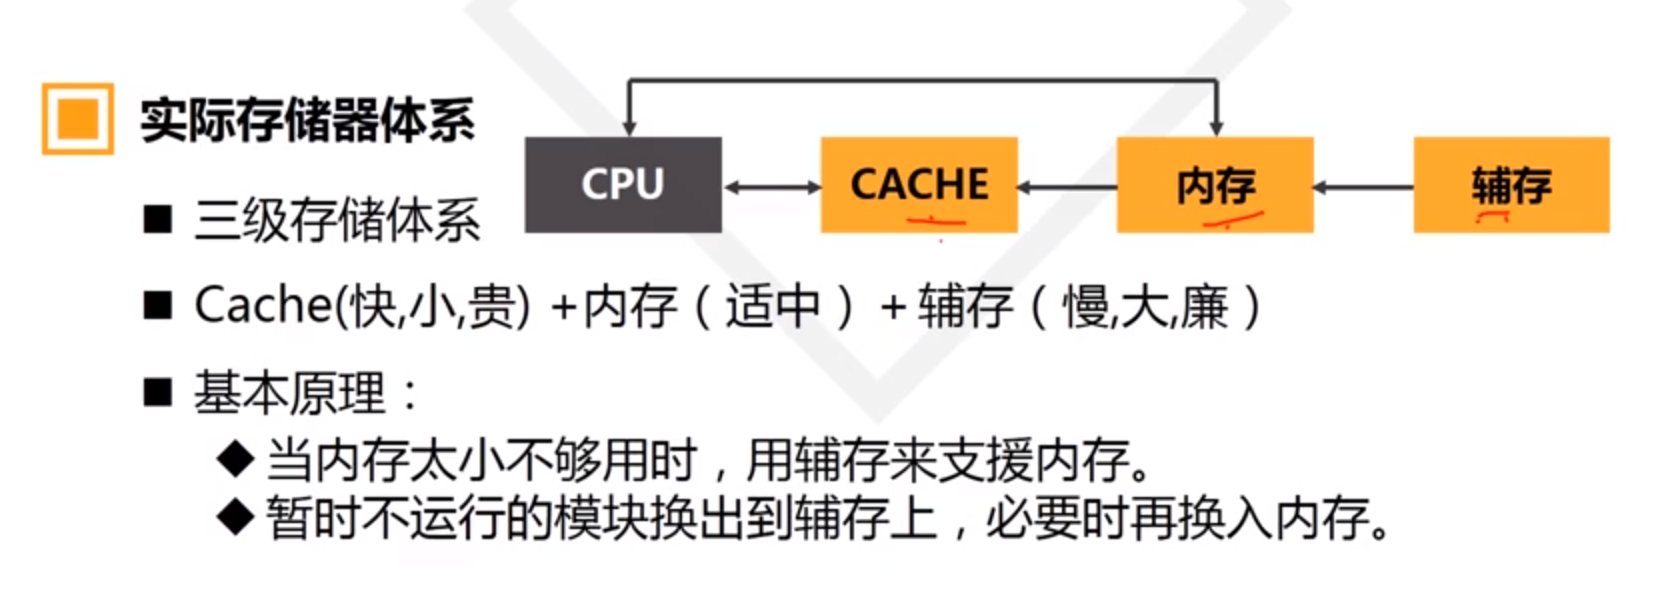 实际存储器体系
CPU
CACHE
内存
辅存
三级存储体系
Cache(快,小,贵) +内存（适中）+辅存（慢,大,廉）
基本原理：
当内存太小不够用时，用辅存来支援内存。
暂时不运行的模块换出到辅存上，必要时再换入内存。